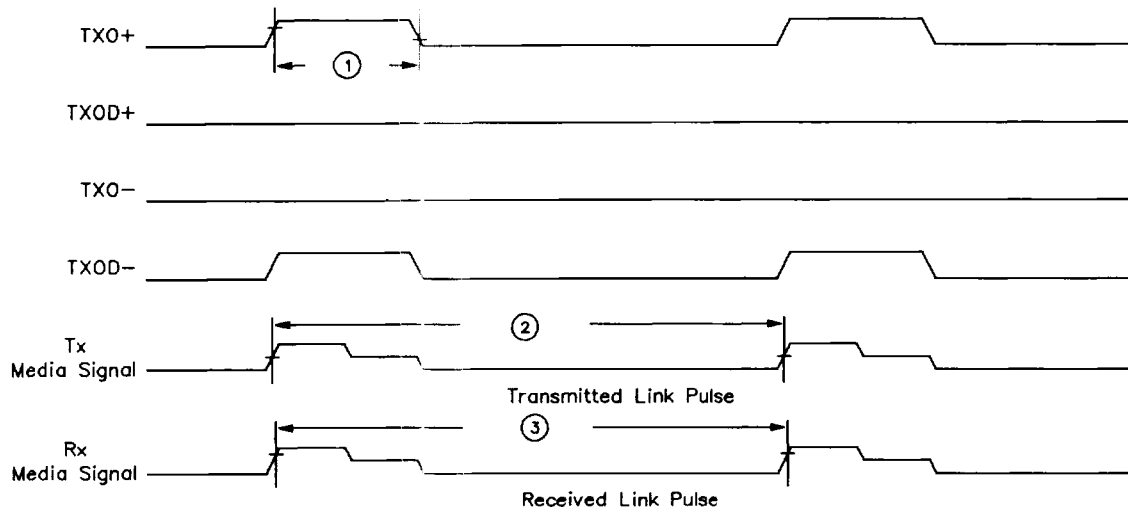 TXO+
①
TXOD+
TXO−
TXOD−
Tx
Media Signal
②
Transmitted Link Pulse
Rx
Media Signal
③
Received Link Pulse